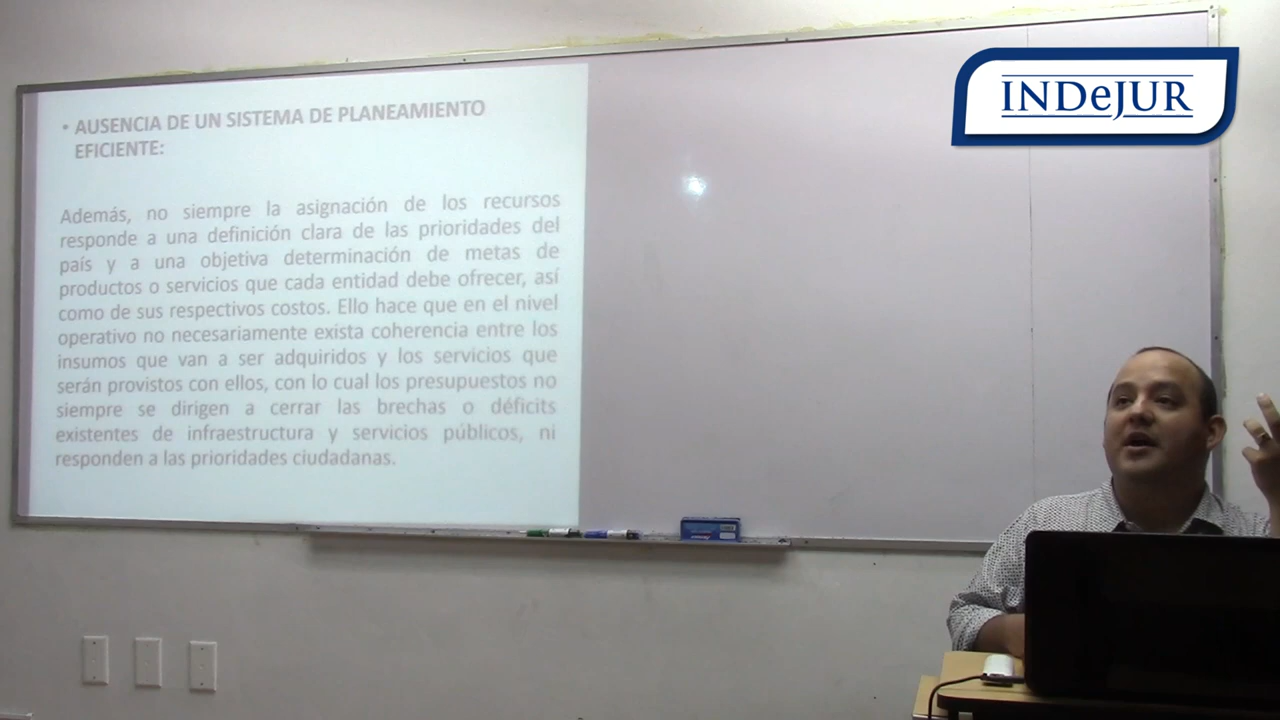 INDeJUR
• AUSENCIA DE UN SISTEMA DE PLANEAMIENTO
EFICIENTE:
Además, no siempre la asignación de los recursos
responde a una definición clara de las prioridades del
país y a una objetiva determinación de metas de
productos o servicios que cada entidad debe ofrecer, así
como de sus respectivos costos. Ello hace que en el nivel
operativo no necesariamente exista coherencia entre los
insumos que van a ser adquiridos y los servicios que
serán provistos con ellos, con lo cual los presupuestos no
siempre se dirigen a cerrar las brechas o déficits
existentes de infraestructura y servicios públicos, ni
responden a las prioridades ciudadanas.